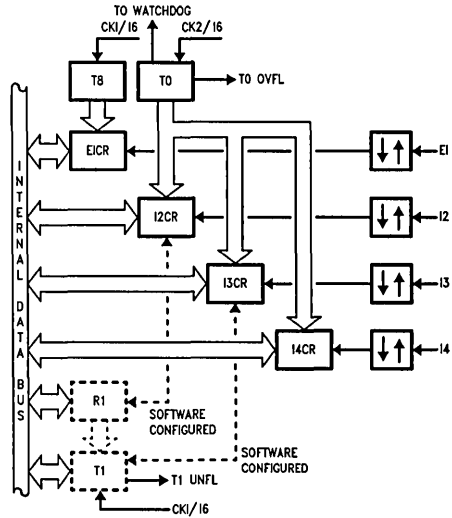 TO WATCHDOG
CKI/16
CK2/16
T8
T0
T0 OVFL
INTERNAL DATA BUS
EICR
EI
I2CR
I2
I3CR
I3
I4CR
I4
R1
SOFTWARE
CONFIGURED
SOFTWARE
CONFIGURED
T1
T1 UNFL
CKI/16